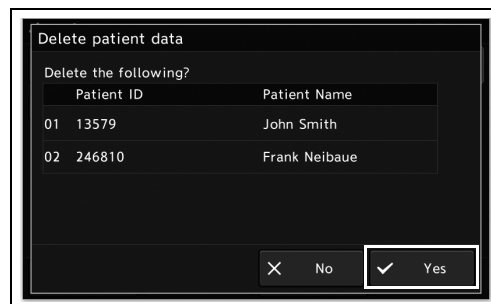 Delete patient data
Delete the following?
Patient ID Patient Name
01 13579 John Smith
02 246810 Frank Neibaue
No Yes